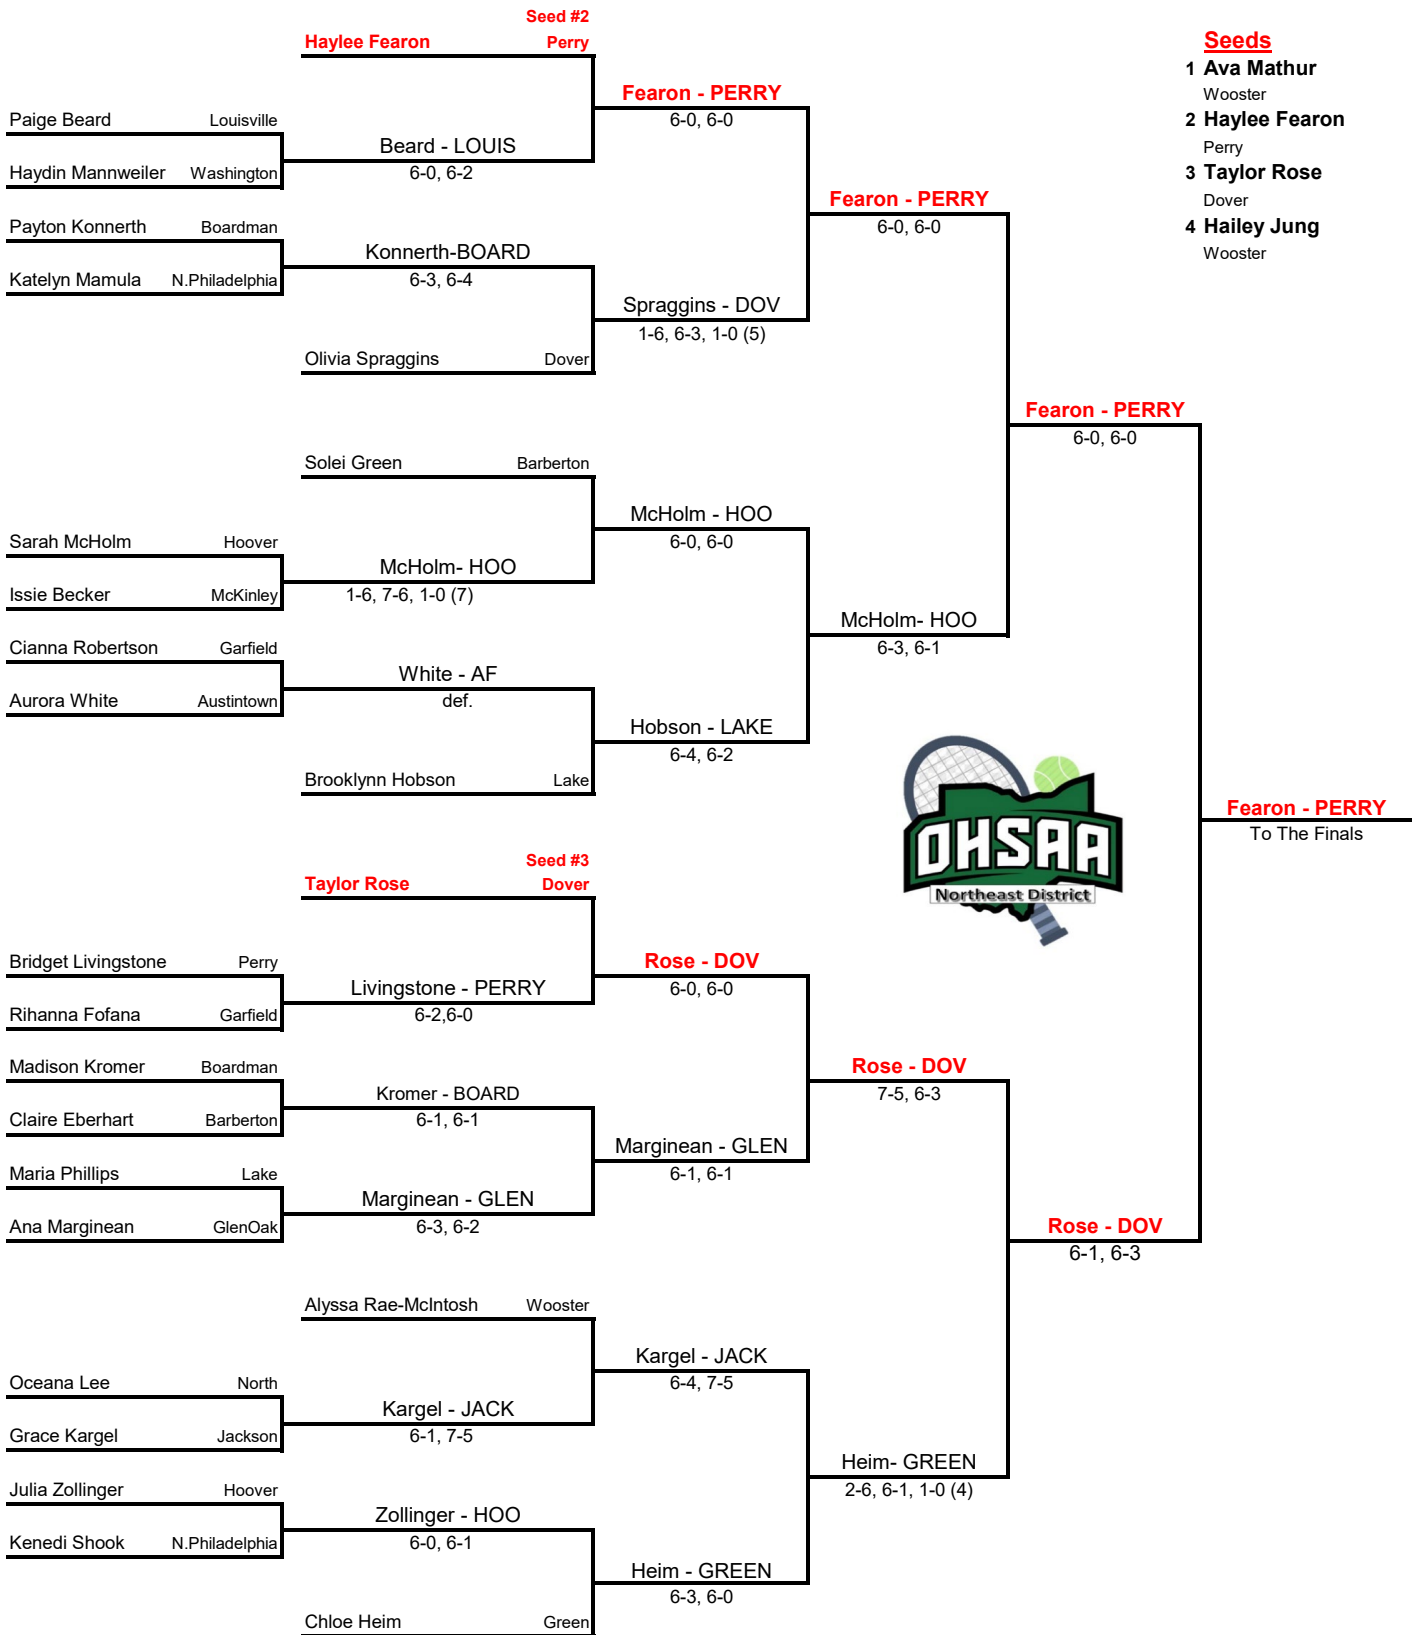 Seed #2
Haylee Fearon Perry
Seeds
1 Ava Mathur
Wooster
2 Haylee Fearon
Perry
3 Taylor Rose
Dover
4 Hailey Jung
Wooster
Fearon - PERRY
6-0, 6-0
Paige Beard Louisville
Beard - LOUIS
6-0, 6-2
Haydin Mannweiler Washington
Fearon - PERRY
6-0, 6-0
Payton Konnerth Boardman
Konnerth-BOARD
6-3, 6-4
Katelyn Mamula N.Philadelphia
Spraggins - DOV
1-6, 6-3, 1-0 (5)
Olivia Spraggins Dover
Fearon - PERRY
6-0, 6-0
Solei Green Barberton
McHolm - HOO
6-0, 6-0
Sarah McHolm Hoover
McHolm- HOO
1-6, 7-6, 1-0 (7)
Issie Becker McKinley
McHolm- HOO
6-3, 6-1
Cianna Robertson Garfield
White - AF
def.
Aurora White Austintown
Hobson - LAKE
6-4, 6-2
Brooklynn Hobson Lake
OHSAA
Northeast District
Fearon - PERRY
To The Finals
Seed #3
Taylor Rose Dover
Rose - DOV
6-0, 6-0
Bridget Livingstone Perry
Livingstone - PERRY
6-2,6-0
Rihanna Fofana Garfield
Rose - DOV
7-5, 6-3
Madison Kromer Boardman
Kromer - BOARD
6-1, 6-1
Claire Eberhart Barberton
Marginean - GLEN
6-1, 6-1
Maria Phillips Lake
Marginean - GLEN
6-3, 6-2
Ana Marginean GlenOak
Rose - DOV
6-1, 6-3
Alyssa Rae-McIntosh Wooster
Kargel - JACK
6-4, 7-5
Oceana Lee North
Kargel - JACK
6-1, 7-5
Grace Kargel Jackson
Heim- GREEN
2-6, 6-1, 1-0 (4)
Julia Zollinger Hoover
Zollinger - HOO
6-0, 6-1
Kenedi Shook N.Philadelphia
Heim - GREEN
6-3, 6-0
Chloe Heim Green